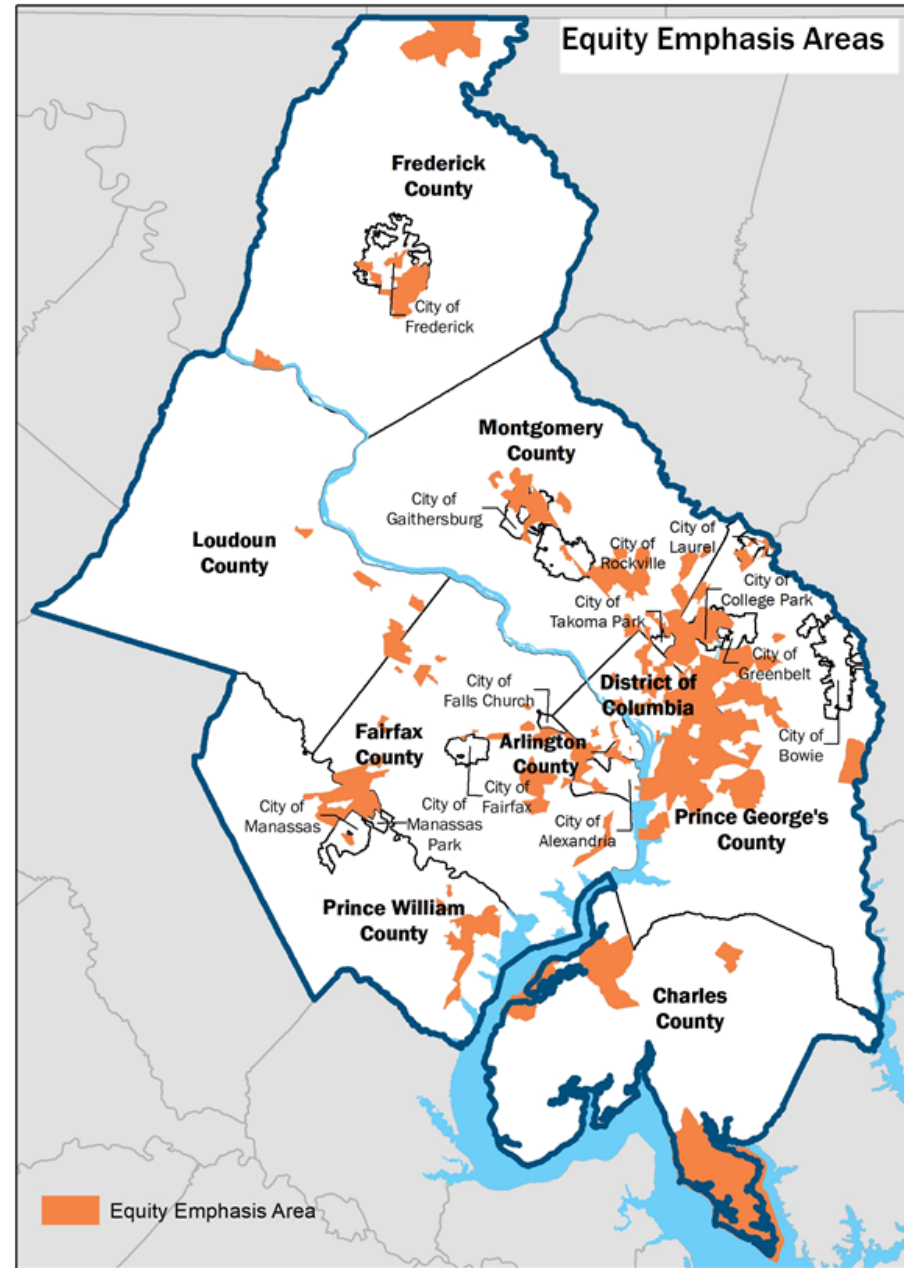 Equity Emphasis Areas
Frederick
County
City of
Frederick
Montgomery
County
City of
Gaithersburg
City of
Rockville
City of
Laurel
City of
College Park
City of
Takoma Park
City of
Greenbelt
Loudoun
County
District of
Columbia
City of
Falls Church
Arlington
County
City of
Bowie
Fairfax
County
City of
Fairfax
City of
Manassas
City of
Manassas
Park
City of
Alexandria
Prince George's
County
Prince William
County
Charles
County
Equity Emphasis Area